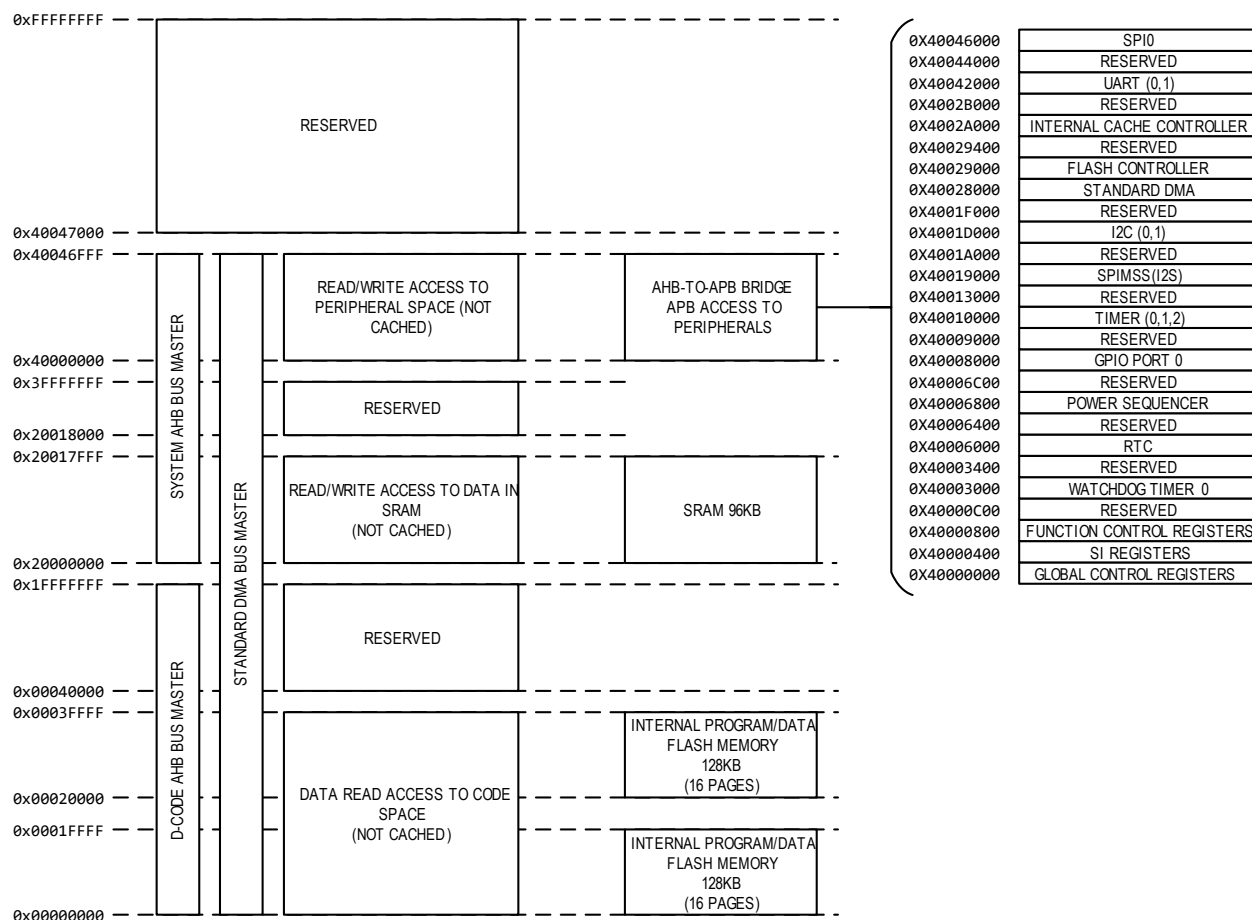 0xFFFFFFFF
RESERVED
0x40047000
0x40046FFF
READ/WRITE ACCESS TO
PERIPHERAL SPACE (NOT
CACHED)
AHB-TO-APB BRIDGE
APB ACCESS TO
PERIPHERALS
0x40000000
0x3FFFFFFF
RESERVED
0x20018000
0x20017FFF
SYSTEM AHB BUS MASTER
STANDARD DMA BUS MASTER
READ/WRITE ACCESS TO DATA IN
SRAM
(NOT CACHED)
SRAM 96KB
0x20000000
0x1FFFFFFF
RESERVED
0x00040000
0x0003FFFF
D-CODE AHB BUS MASTER
INTERNAL PROGRAM/DATA
FLASH MEMORY
128KB
(16 PAGES)
DATA READ ACCESS TO CODE
SPACE
(NOT CACHED)
0x00020000
0x0001FFFF
INTERNAL PROGRAM/DATA
FLASH MEMORY
128KB
(16 PAGES)
0x00000000
0X40046000 SPI0
0X40044000 RESERVED
0X40042000 UART (0,1)
0X4002B000 RESERVED
0X4002A000 INTERNAL CACHE CONTROLLER
0X40029400 RESERVED
0X40029000 FLASH CONTROLLER
0X40028000 STANDARD DMA
0X4001F000 RESERVED
0X4001D000 I2C (0,1)
0X4001A000 RESERVED
0X40019000 SPIMSS(I2S)
0X40013000 RESERVED
0X40010000 TIMER (0,1,2)
0X40009000 RESERVED
0X40008000 GPIO PORT 0
0X40006C00 RESERVED
0X40006800 POWER SEQUENCER
0X40006400 RESERVED
0X40006000 RTC
0X40003400 RESERVED
0X40003000 WATCHDOG TIMER 0
0X40000C00 RESERVED
0X40000800 FUNCTION CONTROL REGISTERS
0X40000400 SI REGISTERS
0X40000000 GLOBAL CONTROL REGISTERS